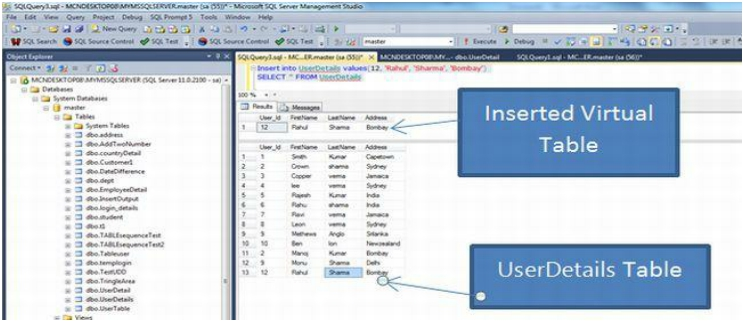 SQLQuery3.sql - MCNDESKTOP08\MYMSSQLSERVER.master (sa (55))* - Microsoft SQL Server Management Studio
File Edit View Query Project Debug SQL Prompt 5 Tools Window Help
New Query
SQL Search SQL Source Control SQL Test SQL Source Control SQL Test master Execute Debug
Object Explorer
SQLQuery3.sql - MC...ER.master (sa (55))* MCNDESKTOP08\MY...- dbo.UserDetail SQLQuery1.sql - MC...ER.master (sa (56))*
Connect
MCNDESKTOP08\MYMSSQLSERVER (SQL Server 11.0.2100 - sa)
Databases
System Databases
master
Tables
System Tables
dbo.address
dbo.AddTwoNumber
dbo.countryDetail
dbo.Customer1
dbo.DateDifference
dbo.dept
dbo.EmployeeDetail
dbo.InsertOutput
dbo.login_details
dbo.student
dbo.TABLEsequenceTest
dbo.TABLEsequenceTest2
dbo.Tableuser
dbo.templogin
dbo.TestUDD
dbo.TringleArea
dbo.UserDetail
dbo.UserDetails
dbo.UserTable
Views
Insert into UserDetails values(12, 'Rahul', 'Sharma', 'Bombay')
SELECT * FROM UserDetails
100 %
Results Messages
User_Id FirstName LastName Address
1 12 Rahul Sharma Bombay
User_Id FirstName LastName Address
1 1 Smith Kumar Capetown
2 2 Crown sharma Sydney
3 3 Copper verma Jamaica
4 4 lee verma Sydney
5 5 Rajesh Kumar India
6 6 Rahu sharma India
7 7 Ravi verma Jamaica
8 8 Leon verma Sydney
9 9 Mathews Anglo Srilanka
10 10 Ben lon Newzealand
11 2 Manoj Kumar Bombay
12 9 Monu Sharma Delhi
13 12 Rahul Sharma Bombay
Inserted Virtual
Table
UserDetails Table